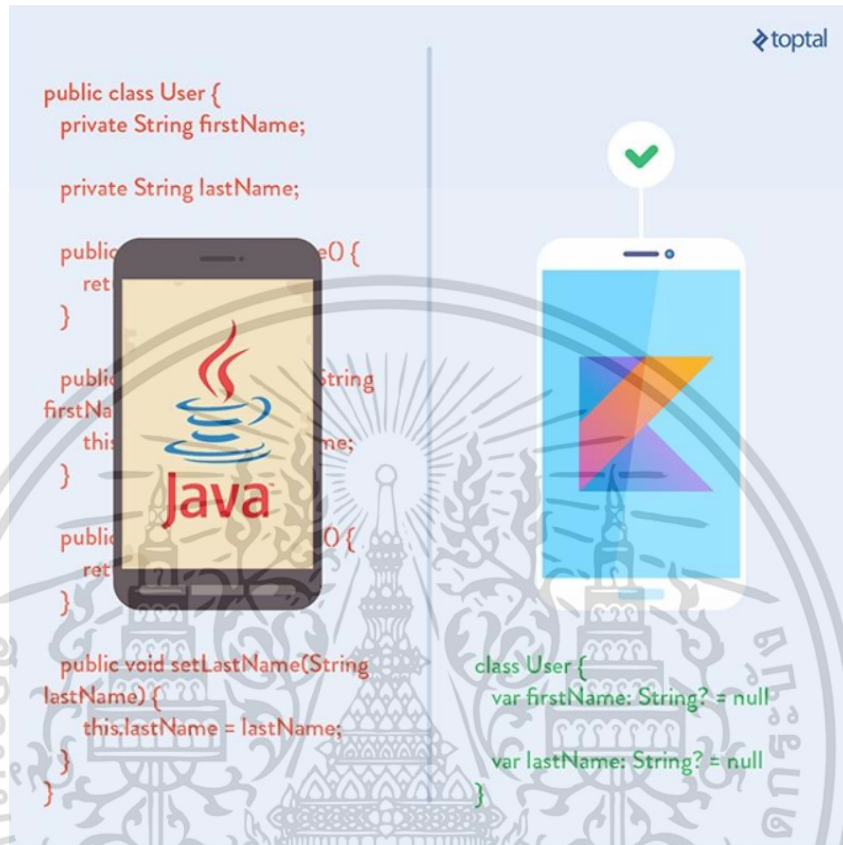 toptal
public class User {
private String firstName;
private String lastName;
public e() {
ret
}
public String
firstNa
this. me;
}
public () {
ret
}
public void setLastName(String
lastName) {
this.lastName = lastName;
}
}
Java
class User {
var firstName: String? = null
var lastName: String? = null
}